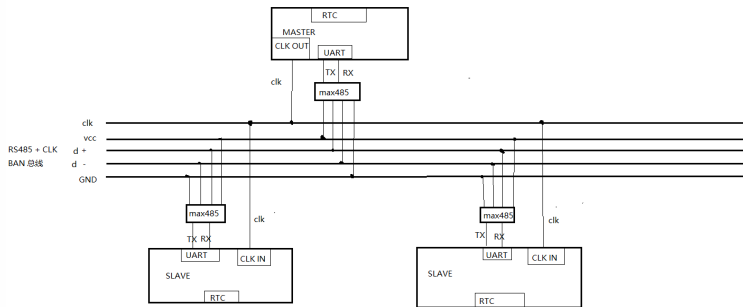 RTC
MASTER
CLK OUT
UART
TX RX
clk
max485
clk
vcc
RS485 + CLK d +
BAN 总线 d -
GND
max485
max485
clk
clk
TX RX
TX RX
UART
CLK IN
UART
CLK IN
SLAVE
SLAVE
RTC
RTC